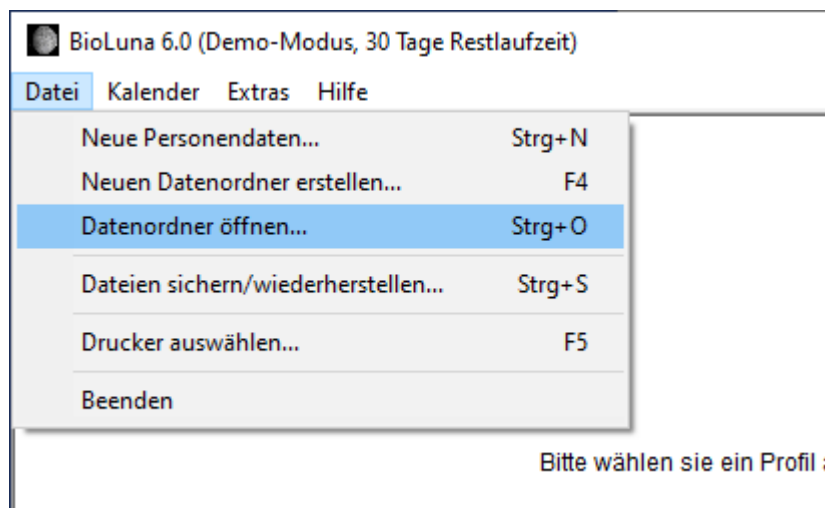 BioLuna 6.0 (Demo-Modus, 30 Tage Restlaufzeit)
Datei Kalender Extras Hilfe
Neue Personendaten... Strg+N
Neuen Datenordner erstellen... F4
Datenordner öffnen... Strg+O
Dateien sichern/wiederherstellen... Strg+S
Drucker auswählen... F5
Beenden
Bitte wählen sie ein Profil